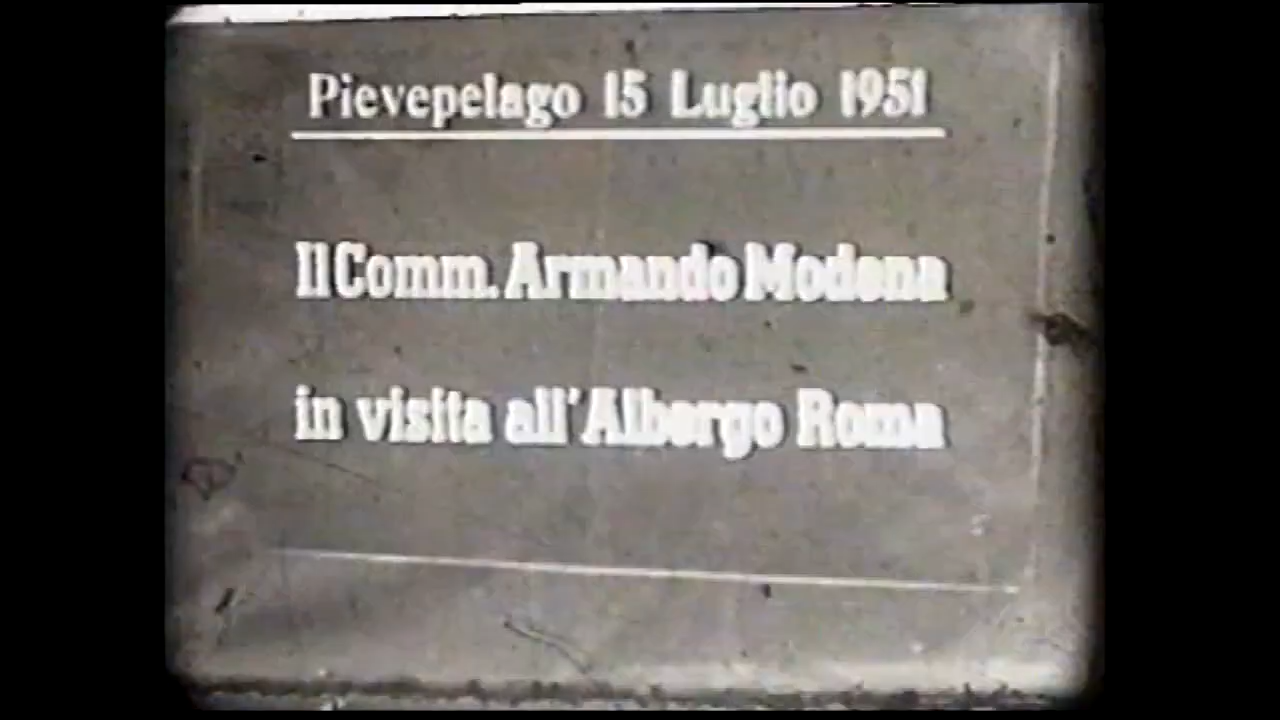 Pievepelago 15 Luglio 1951
Il Comm. Armando Modena
in visita all'Albergo Roma